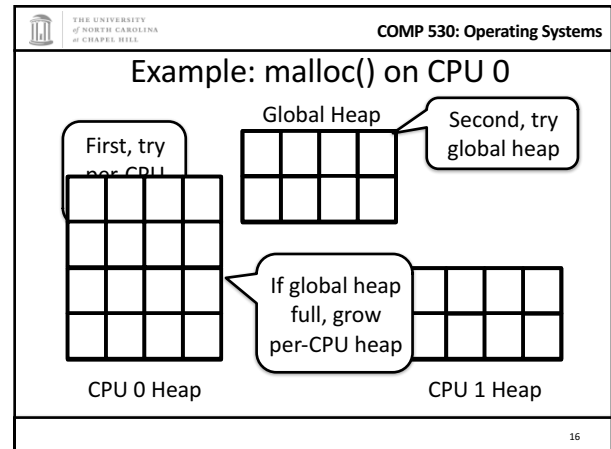 THE UNIVERSITY
of NORTH CAROLINA
at CHAPEL HILL
COMP 530: Operating Systems
Example: malloc() on CPU 0
Global Heap
First, try
per-CPU
Second, try
global heap
If global heap
full, grow
per-CPU heap
CPU 0 Heap
CPU 1 Heap
16